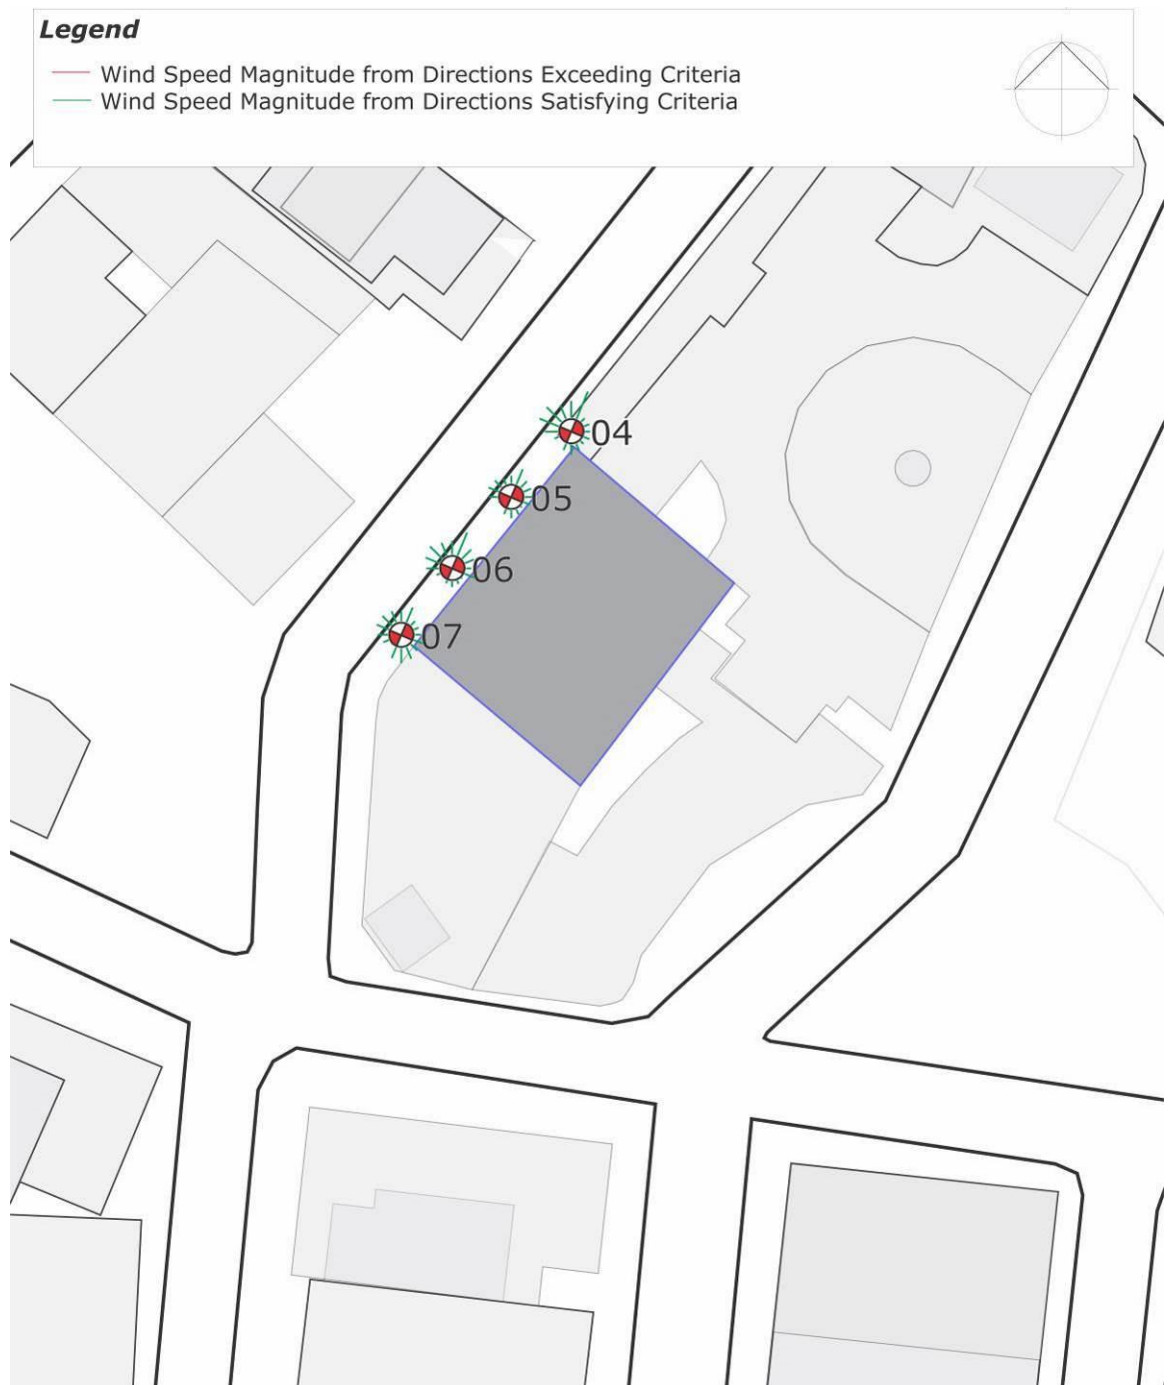 Legend
Wind Speed Magnitude from Directions Exceeding Criteria
Wind Speed Magnitude from Directions Satisfying Criteria
04
05
06
07